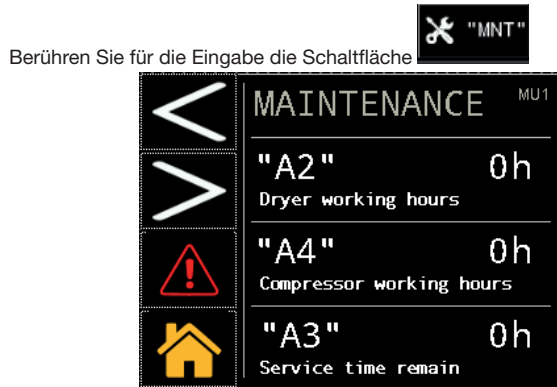 Berühren Sie für die Eingabe die Schaltfläche "MNT"
MAINTENANCE MU1
"A2" 0h
Dryer working hours
"A4" 0h
Compressor working hours
"A3" 0h
Service time remain